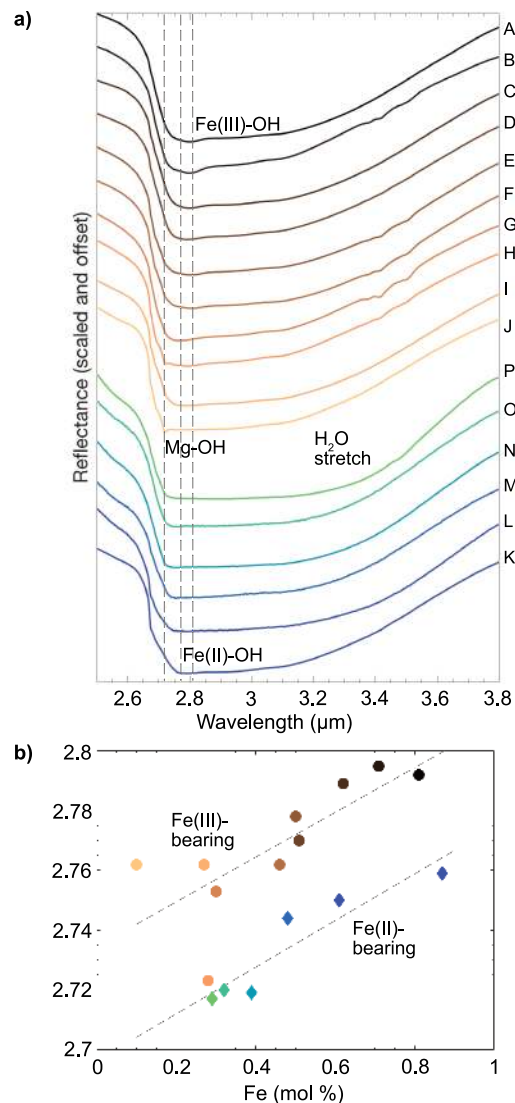 a)
A
B
Fe(III)-OH
C
D
E
F
G
H
I
J
Mg-OH
H2O
stretch
P
O
N
M
L
Fe(II)-OH
K
Reflectance (scaled and offset)
2.6 2.8 3 3.2 3.4 3.6 3.8
Wavelength (μm)
b)
2.8
2.78
2.76
2.74
2.72
2.7
Fe(III)-
bearing
Fe(II)-
bearing
0 0.2 0.4 0.6 0.8 1
Fe (mol %)